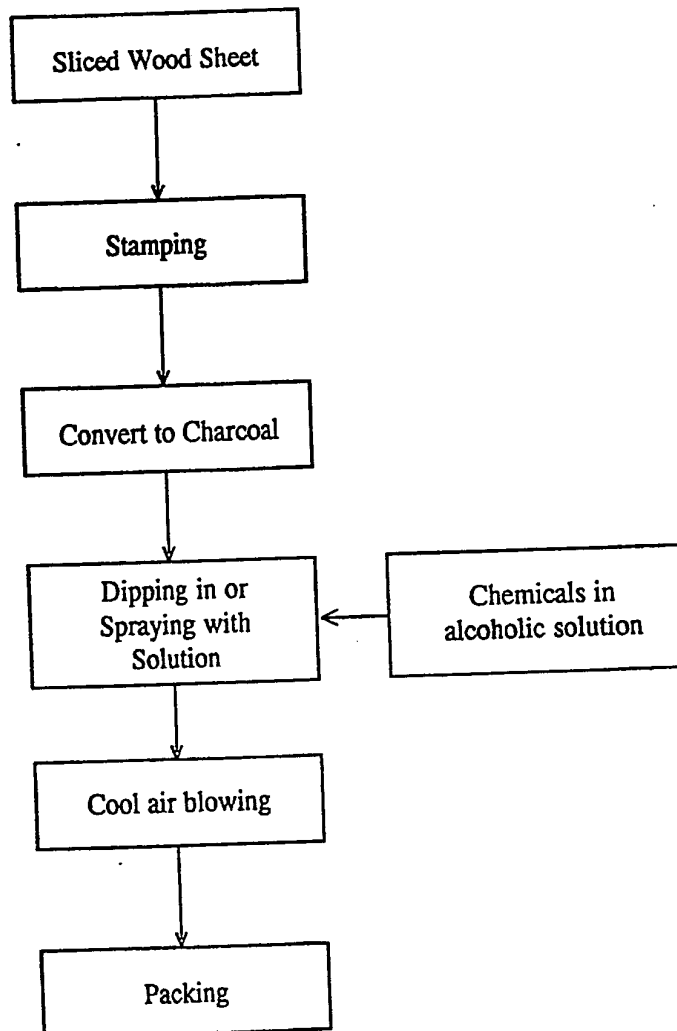 Sliced Wood Sheet
Stamping
Convert to Charcoal
Dipping in or
Spraying with
Solution
Chemicals in
alcoholic solution
Cool air blowing
Packing